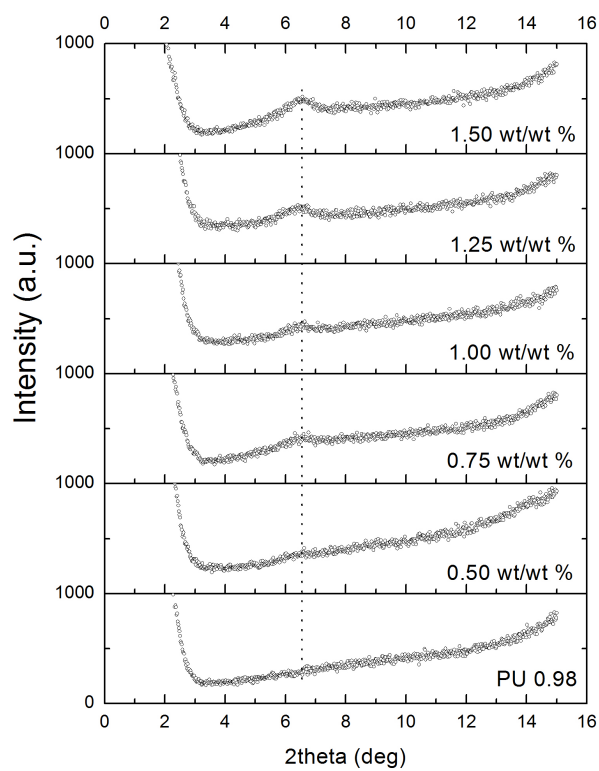 0 2 4 6 8 10 12 14 16
1000
1.50 wt/wt %
1000
1.25 wt/wt %
1000
1.00 wt/wt %
1000
0.75 wt/wt %
1000
0.50 wt/wt %
1000
PU 0.98
0
0 2 4 6 8 10 12 14 16
2theta (deg)
Intensity (a.u.)